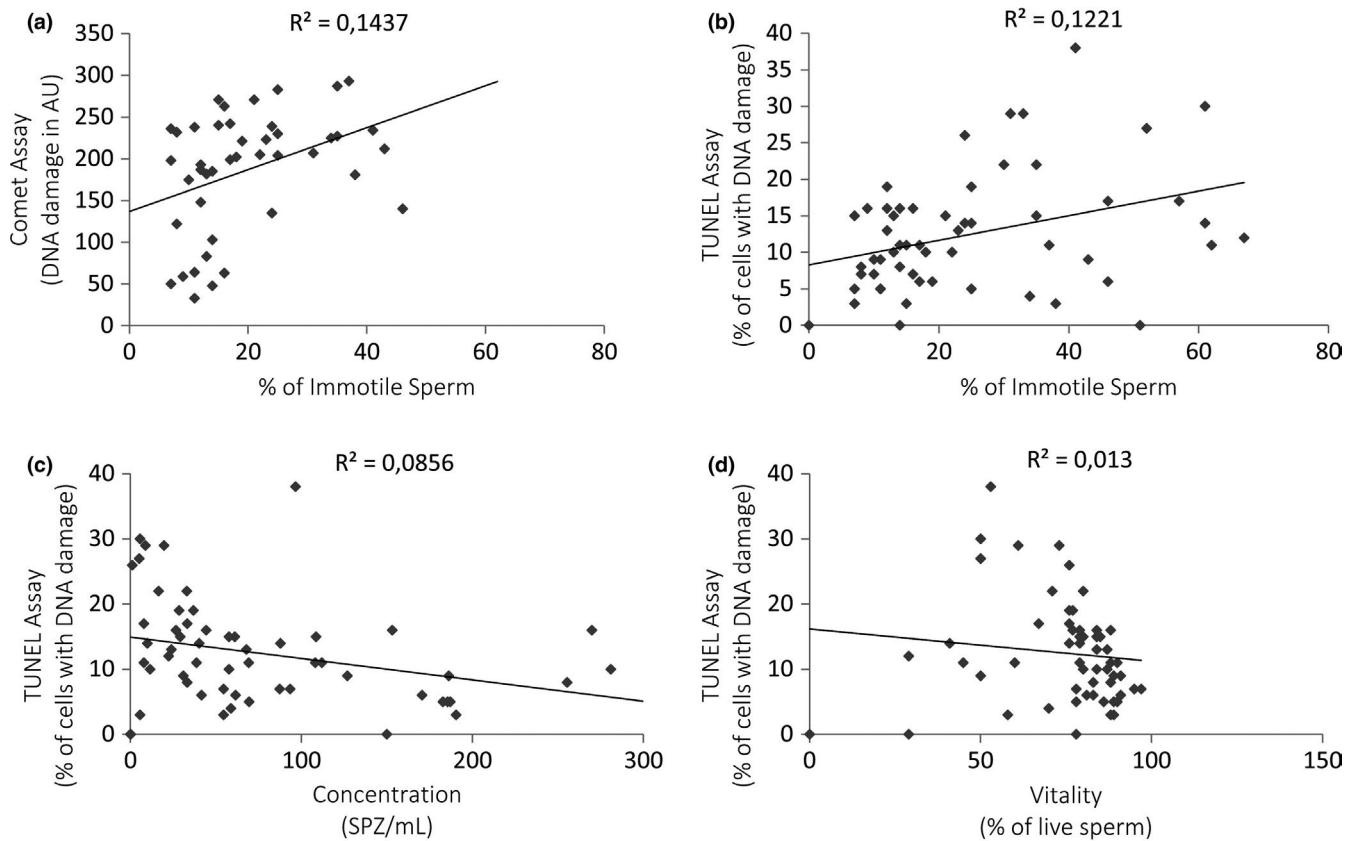 (a)
R² = 0,1437
Comet Assay
(DNA damage in AU)
350
300
250
200
150
100
50
0
0 20 40 60 80
% of Immotile Sperm
(b)
R² = 0,1221
TUNEL Assay
(% of cells with DNA damage)
40
35
30
25
20
15
10
5
0
0 20 40 60 80
% of Immotile Sperm
(c)
R² = 0,0856
TUNEL Assay
(% of cells with DNA damage)
40
30
20
10
0
0 100 200 300
Concentration
(SPZ/mL)
(d)
R² = 0,013
TUNEL Assay
(% of cells with DNA damage)
40
30
20
10
0
0 50 100 150
Vitality
(% of live sperm)